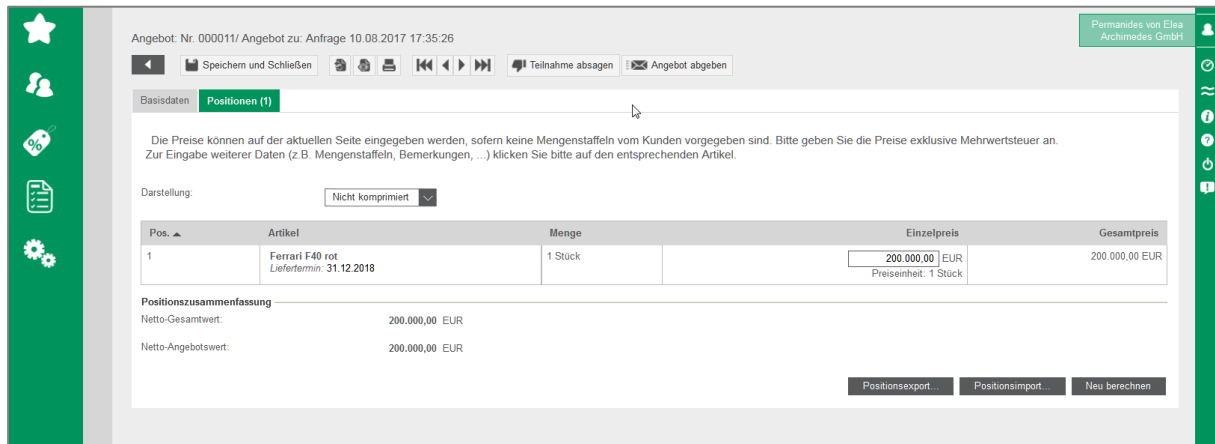 Permanides von Elea
Archimedes GmbH
Angebot: Nr. 000011/ Angebot zu: Anfrage 10.08.2017 17:35:26
Speichern und Schließen Teilnahme absagen Angebot abgeben
Basisdaten Positionen (1)
Die Preise können auf der aktuellen Seite eingegeben werden, sofern keine Mengenstaffeln vom Kunden vorgegeben sind. Bitte geben Sie die Preise exklusive Mehrwertsteuer an.
Zur Eingabe weiterer Daten (z.B. Mengenstaffeln, Bemerkungen, ...) klicken Sie bitte auf den entsprechenden Artikel.
Darstellung: Nicht komprimiert
Pos. Artikel Menge Einzelpreis Gesamtpreis
1 Ferrari F40 rot 1 Stück 200.000,00 EUR 200.000,00 EUR
Liefertermin: 31.12.2018 Preiseinheit: 1 Stück
Positionszusammenfassung
Netto-Gesamtwert: 200.000,00 EUR
Netto-Angebotswert: 200.000,00 EUR
Positionsexport... Positionsimport... Neu berechnen